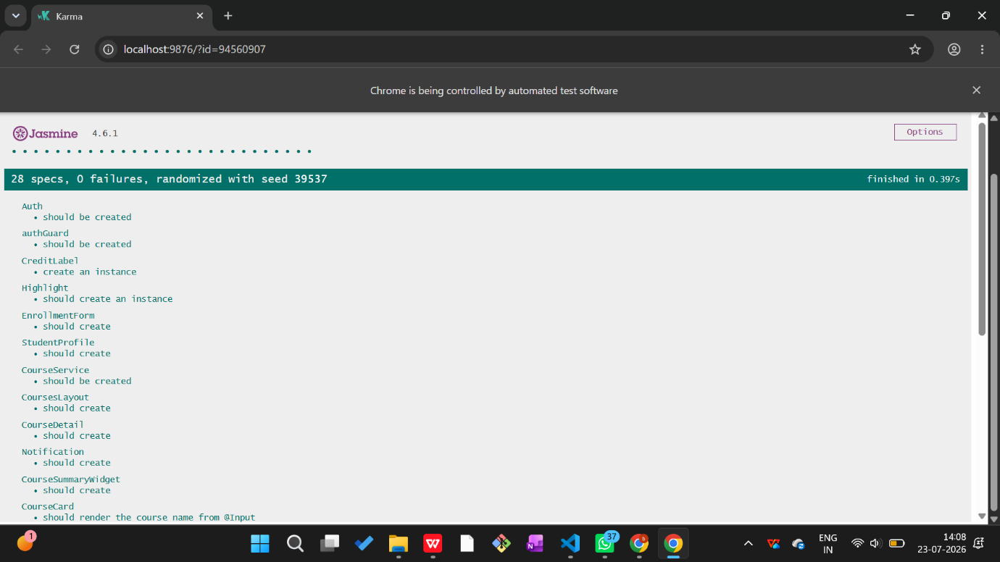 Karma
localhost:9876/?id=94560907
Chrome is being controlled by automated test software
Jasmine 4.6.1
Options
28 specs, 0 failures, randomized with seed 39537
finished in 0.397s
Auth
• should be created
authGuard
• should be created
CreditLabel
• create an instance
Highlight
• should create an instance
EnrollmentForm
• should create
StudentProfile
• should create
CourseService
• should be created
CoursesLayout
• should create
CourseDetail
• should create
Notification
• should create
CourseSummaryWidget
• should create
CourseCard
• should render the course name from @Input
1
37
ENG
IN
14:08
23-07-2026